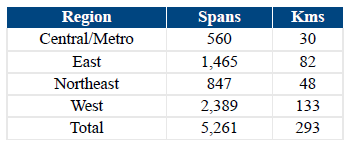 Region Spans Kms
Central/Metro 560 30
East 1,465 82
Northeast 847 48
West 2,389 133
Total 5,261 293